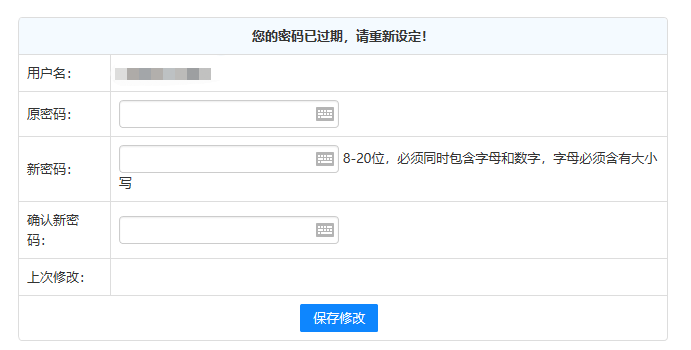 您的密码已过期，请重新设定！
用户名：
原密码：
新密码：
8-20位，必须同时包含字母和数字，字母必须含有大小
写
确认新密
码：
上次修改：
保存修改